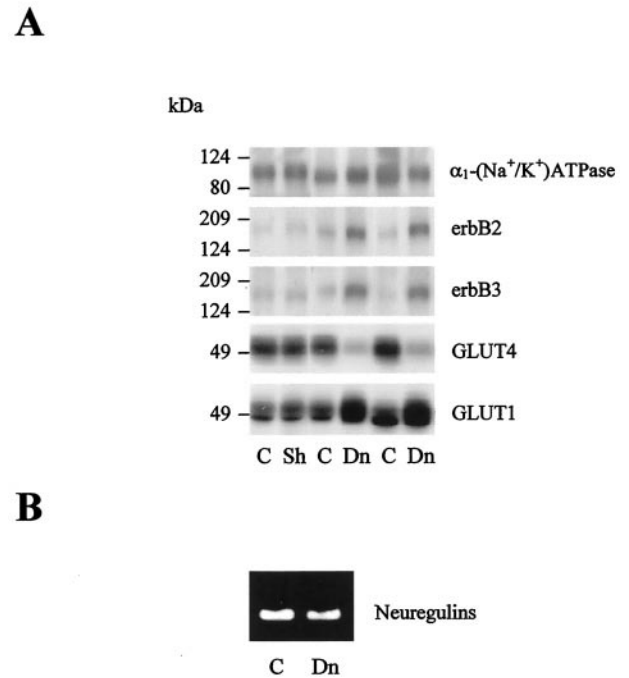 A
kDa
124
80
α1-(Na+/K+)ATPase
209
124
erbB2
209
124
erbB3
49
GLUT4
49
GLUT1
C Sh C Dn C Dn
B
Neuregulins
C Dn